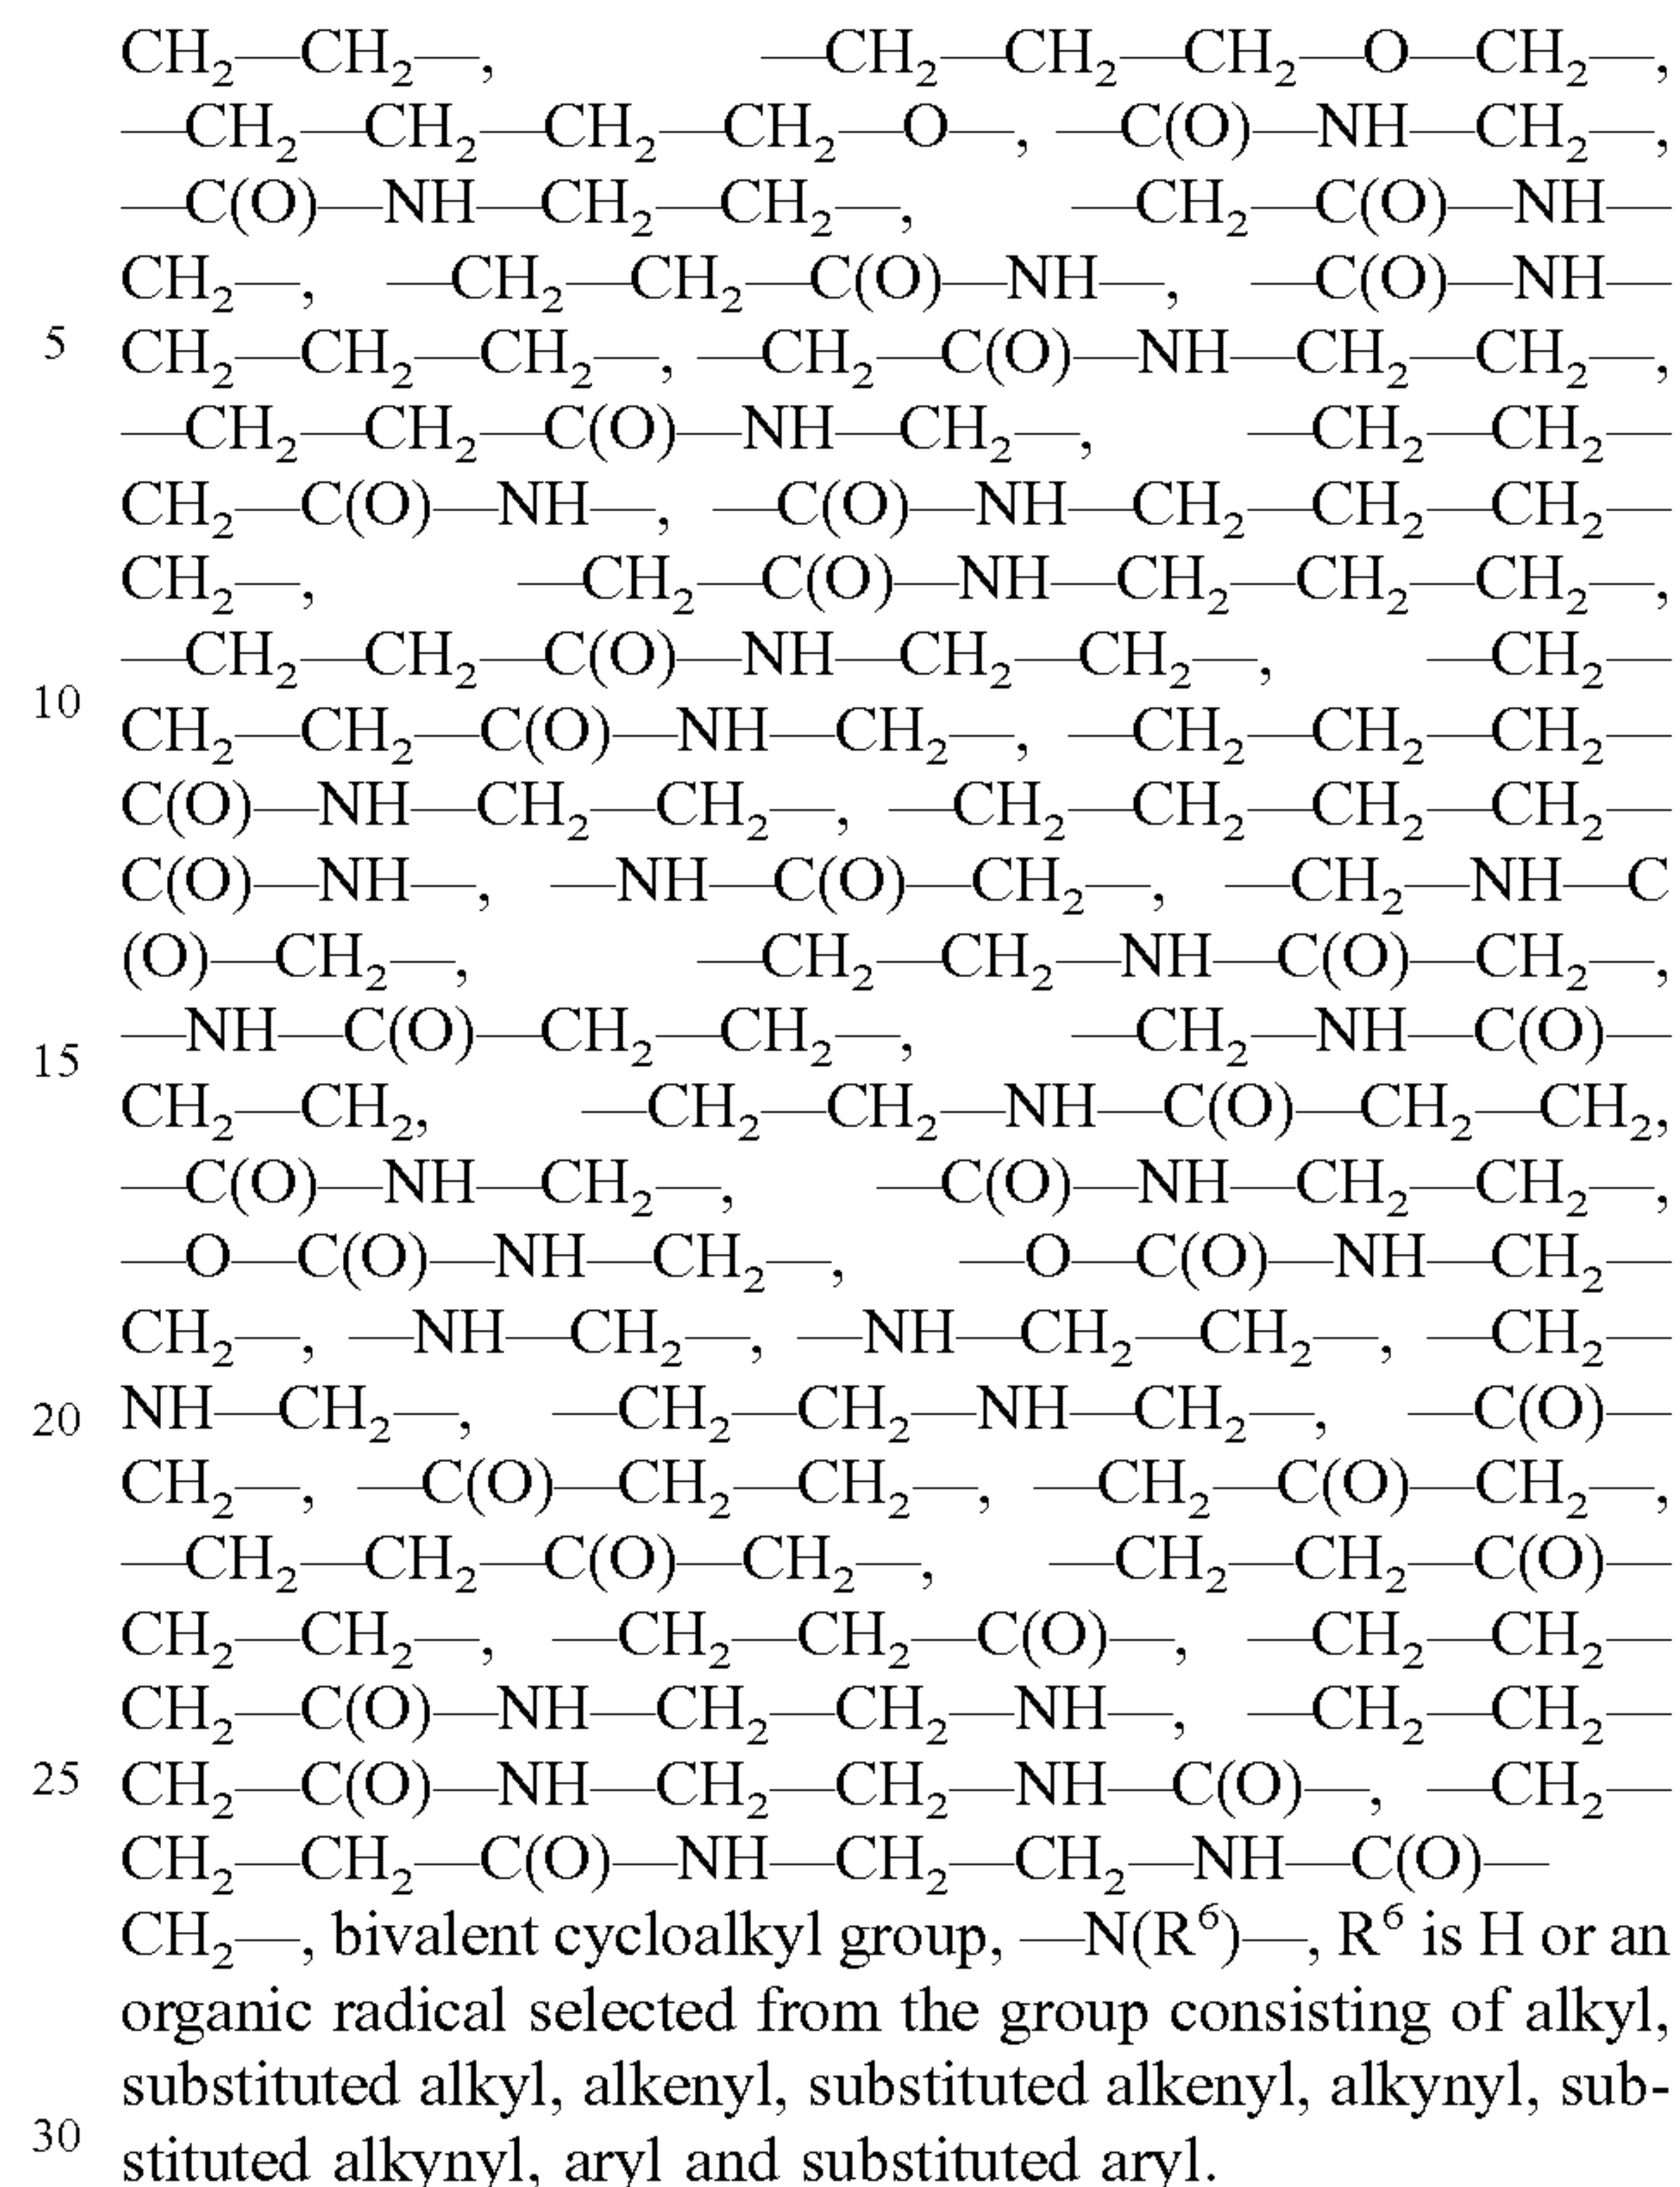 CH₂—CH₂—, —CH₂—CH₂—CH₂—O—CH₂—,
—CH₂—CH₂—CH₂—CH₂—O—, —C(O)—NH—CH₂—,
—C(O)—NH—CH₂—CH₂—, —CH₂—C(O)—NH—
CH₂—, —CH₂—CH₂—C(O)—NH—, —C(O)—NH—
5 CH₂—CH₂—CH₂—, —CH₂—C(O)—NH—CH₂—CH₂—,
—CH₂—CH₂—C(O)—NH—CH₂—, —CH₂—CH₂—
CH₂—C(O)—NH—, —C(O)—NH—CH₂—CH₂—CH₂—
CH₂—, —CH₂—C(O)—NH—CH₂—CH₂—CH₂—,
—CH₂—CH₂—C(O)—NH—CH₂—CH₂—, —CH₂—
10 CH₂—CH₂—C(O)—NH—CH₂—, —CH₂—CH₂—CH₂—
C(O)—NH—CH₂—CH₂—, —CH₂—CH₂—CH₂—CH₂—
C(O)—NH—, —NH—C(O)—CH₂—, —CH₂—NH—C
(O)—CH₂—, —CH₂—CH₂—NH—C(O)—CH₂—,
—NH—C(O)—CH₂—CH₂—, —CH₂—NH—C(O)—
15 CH₂—CH₂, —CH₂—CH₂—NH—C(O)—CH₂—CH₂,
—C(O)—NH—CH₂—, —C(O)—NH—CH₂—CH₂—,
—O—C(O)—NH—CH₂—, —O—C(O)—NH—CH₂—
CH₂—, —NH—CH₂—, —NH—CH₂—CH₂—, —CH₂—
20 NH—CH₂—, —CH₂—CH₂—NH—CH₂—, —C(O)—
CH₂—, —C(O)—CH₂—CH₂—, —CH₂—C(O)—CH₂—,
—CH₂—CH₂—C(O)—CH₂—, —CH₂—CH₂—C(O)—
CH₂—CH₂—, —CH₂—CH₂—C(O)—, —CH₂—CH₂—
CH₂—C(O)—NH—CH₂—CH₂—NH—, —CH₂—CH₂—
25 CH₂—C(O)—NH—CH₂—CH₂—NH—C(O)—, —CH₂—
CH₂—CH₂—C(O)—NH—CH₂—CH₂—NH—C(O)—
CH₂—, bivalent cycloalkyl group, —N(R⁶)—, R⁶ is H or an
organic radical selected from the group consisting of alkyl,
substituted alkyl, alkenyl, substituted alkenyl, alkynyl, sub-
30 stituted alkynyl, aryl and substituted aryl.